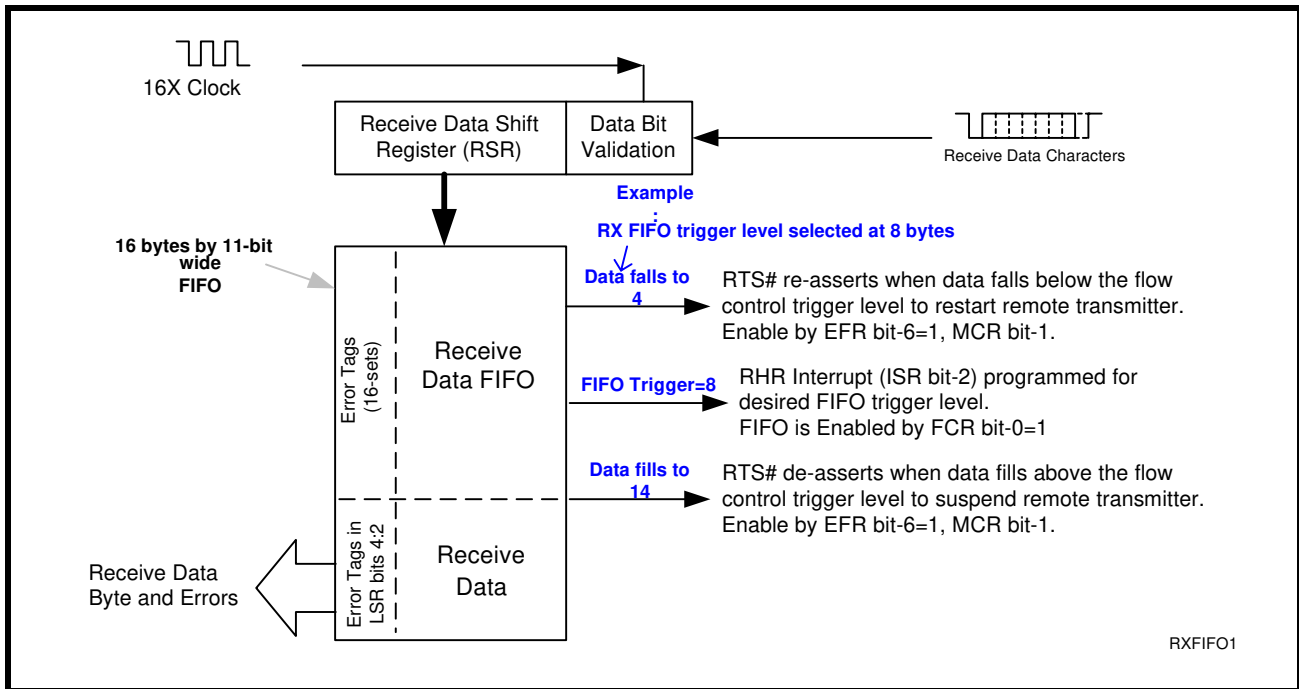 16X Clock
Receive Data Shift
Register (RSR)
Data Bit
Validation
Receive Data Characters
Example
:
RX FIFO trigger level selected at 8 bytes
16 bytes by 11-bit
wide
FIFO
Error Tags
(16-sets)
Receive
Data FIFO
Data falls to
4
RTS# re-asserts when data falls below the flow
control trigger level to restart remote transmitter.
Enable by EFR bit-6=1, MCR bit-1.
FIFO Trigger=8
RHR Interrupt (ISR bit-2) programmed for
desired FIFO trigger level.
FIFO is Enabled by FCR bit-0=1
Data fills to
14
RTS# de-asserts when data fills above the flow
control trigger level to suspend remote transmitter.
Enable by EFR bit-6=1, MCR bit-1.
Error Tags in
LSR bits 4:2
Receive
Data
Receive Data
Byte and Errors
RXFIFO1